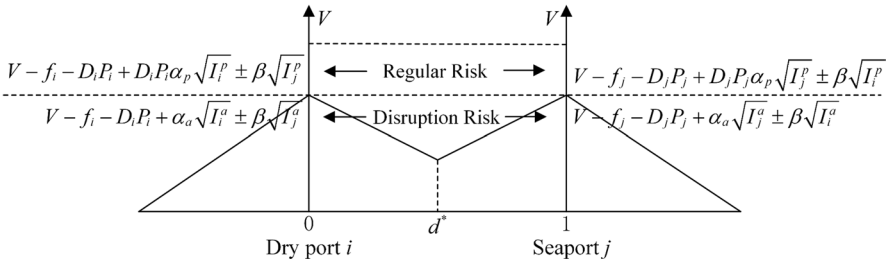 V V
V − f_i − D_iP_i + D_iP_iα_p√I_i^p ± β√I_j^p Regular Risk V − f_j − D_jP_j + D_jP_jα_p√I_j^p ± β√I_i^p
V − f_i − D_iP_i + α_a√I_i^a ± β√I_j^a Disruption Risk V − f_j − D_jP_j + α_a√I_j^a ± β√I_i^a
0 d* 1
Dry port i Seaport j